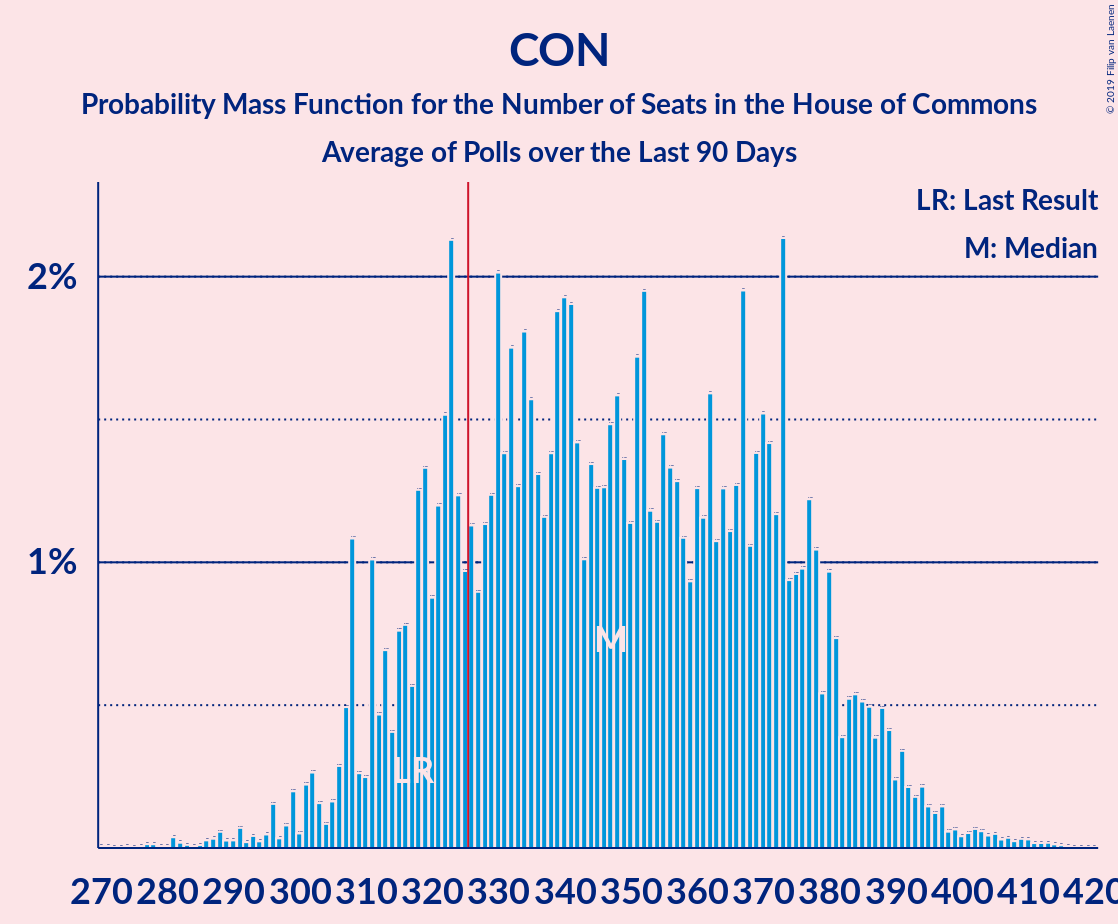 CON
Probability Mass Function for the Number of Seats in the House of Commons
Average of Polls over the Last 90 Days
© 2019 Filip van Laenen
LR: Last Result
M: Median
2%
1%
M
LR
270 280 290 300 310 320 330 340 350 360 370 380 390 400 410 420